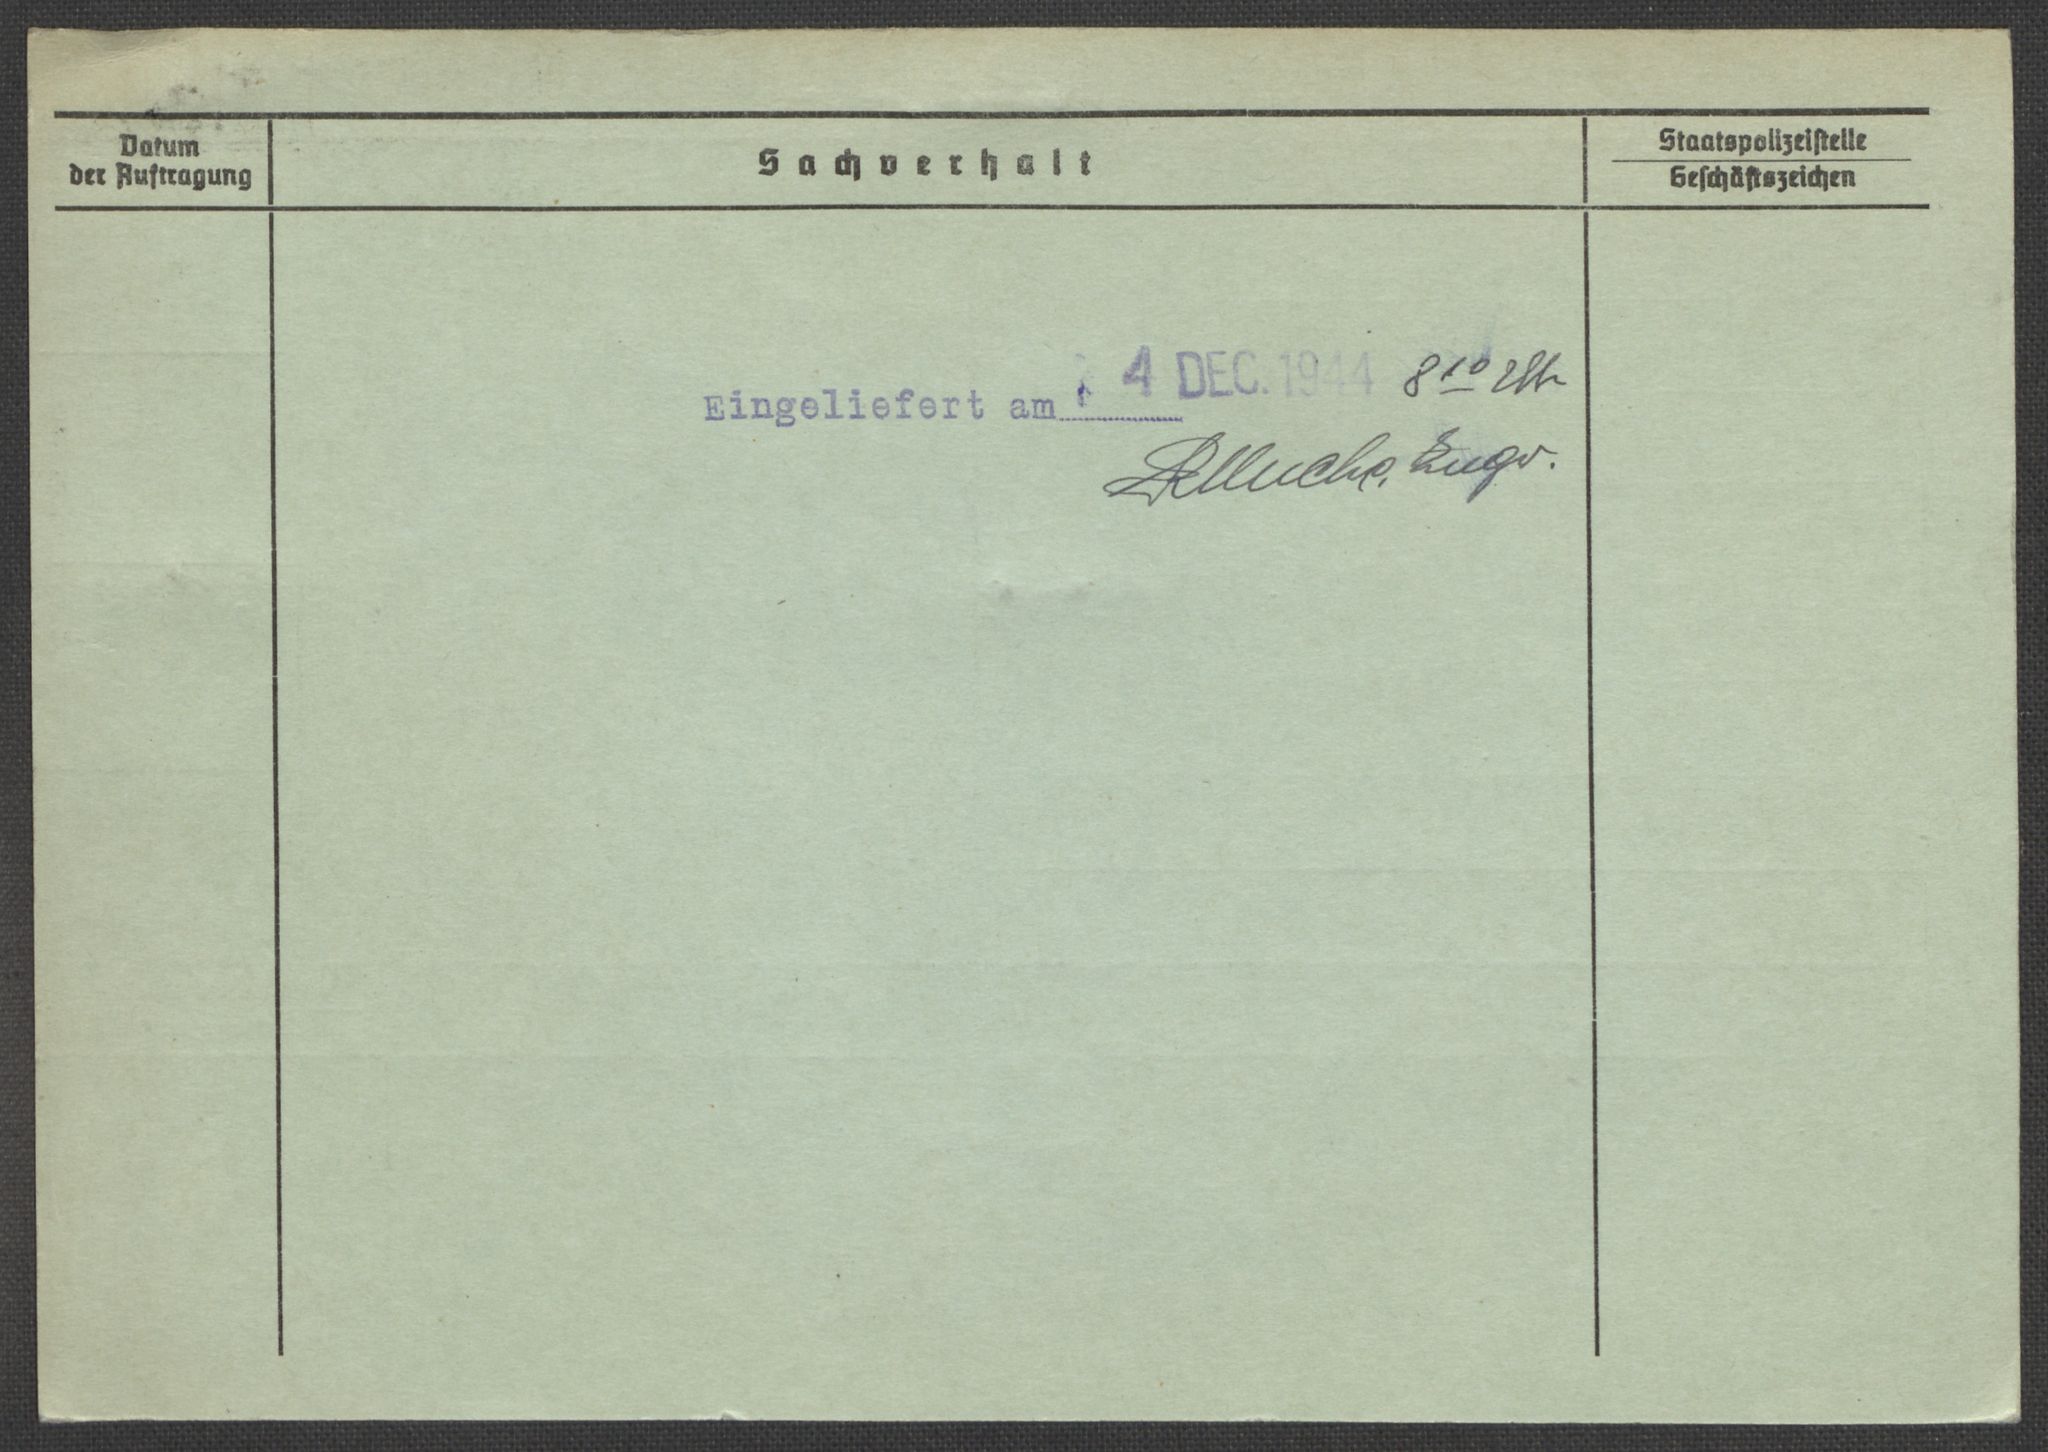 Datum
der Auftragung
Sachverhalt
Staatspolizeistelle
Geschäftszeichen
4 DEC. 1944 8¹⁰ Uhr
Eingeliefert am